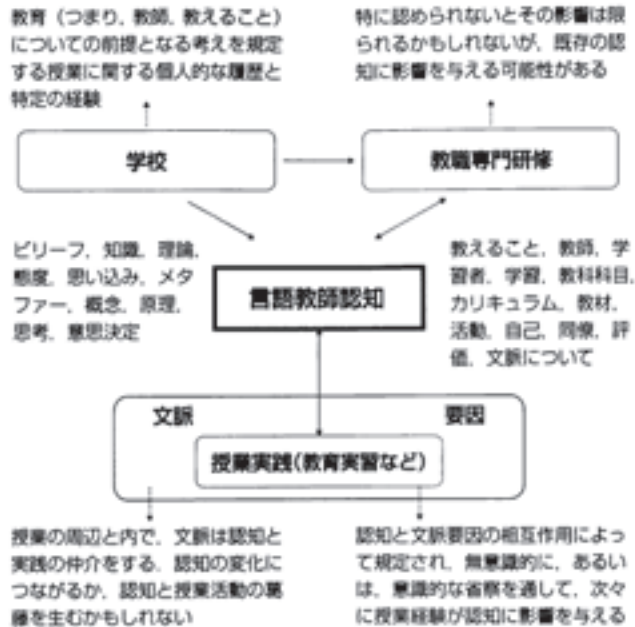 教育（つまり、教師、教えること）
についての前提となる考えを規定
する授業に関する個人的な履歴と
特定の経験
特に認められないとその影響は限
られるかもしれないが、既存の認
知に影響を与える可能性がある
学校
教職専門研修
ビリーフ、知識、理論、
態度、思い込み、メタ
ファー、概念、原理、
思考、意思決定
言語教師認知
教えること、教師、学
習者、学習、教科科目、
カリキュラム、教材、
活動、自己、同僚、評
価、文脈について
文脈
要因
授業実践（教育実習など）
授業の周辺と内で、文脈は認知と
実践の仲介をする。認知の変化に
つながるか、認知と授業活動の葛
藤を生むかもしれない
認知と文脈要因の相互作用によっ
て規定され、無意識的に、あるい
は、意識的な省察を通して、次々
に授業経験が認知に影響を与える